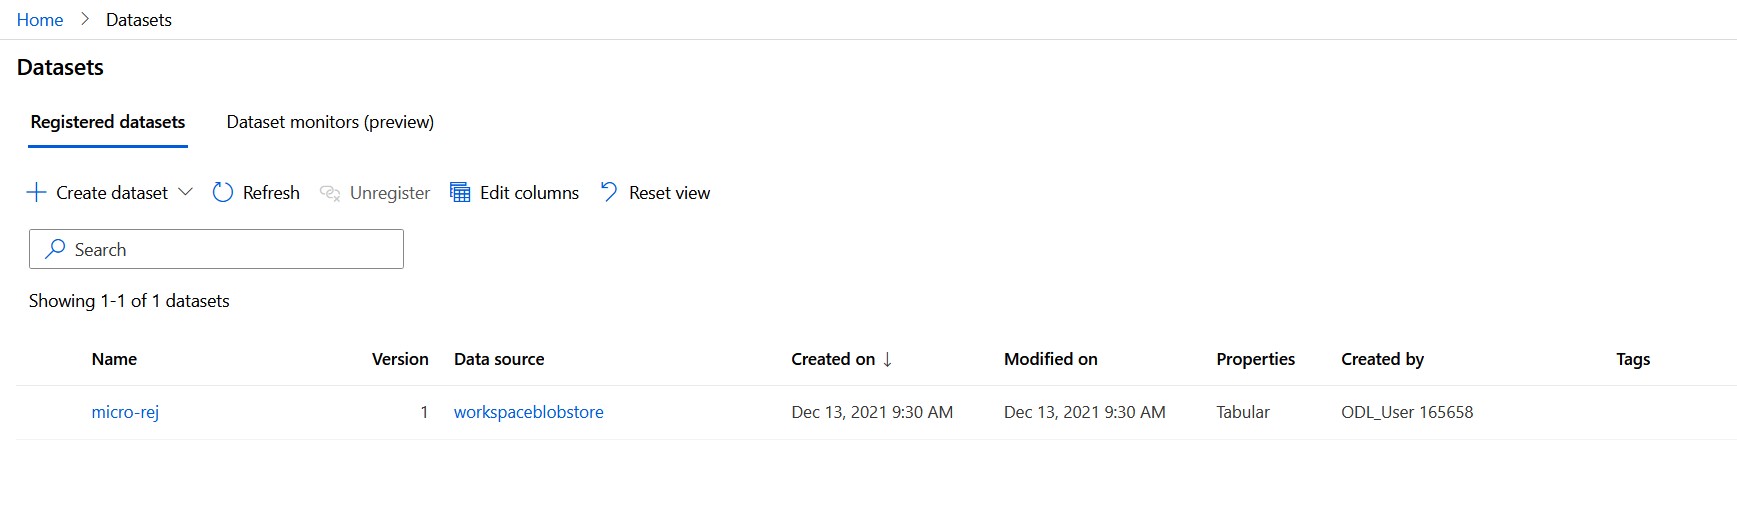 Home > Datasets
Datasets
Registered datasets Dataset monitors (preview)
Create dataset Refresh Unregister Edit columns Reset view
Search
Showing 1-1 of 1 datasets
Name Version Data source Created on ↓ Modified on Properties Created by Tags
micro-rej 1 workspaceblobstore Dec 13, 2021 9:30 AM Dec 13, 2021 9:30 AM Tabular ODL_User 165658